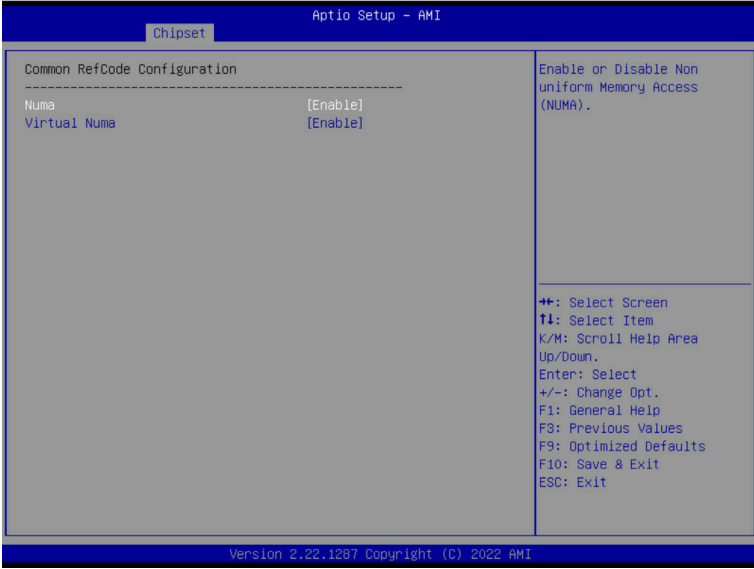 Aptio Setup – AMI
Chipset
Common RefCode Configuration
--------------------------------------------------
Numa [Enable]
Virtual Numa [Enable]
Enable or Disable Non
uniform Memory Access
(NUMA).
→←: Select Screen
↑↓: Select Item
K/M: Scroll Help Area
Up/Down.
Enter: Select
+/-: Change Opt.
F1: General Help
F3: Previous Values
F9: Optimized Defaults
F10: Save & Exit
ESC: Exit
Version 2.22.1287 Copyright (C) 2022 AMI